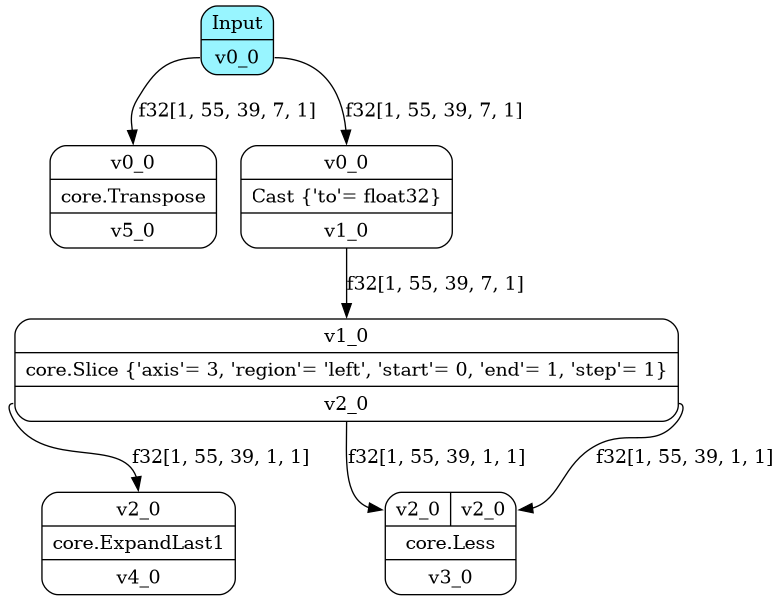 Input
v0_0
f32[1, 55, 39, 7, 1]
f32[1, 55, 39, 7, 1]
v0_0
core.Transpose
v5_0
v0_0
Cast {'to'= float32}
v1_0
f32[1, 55, 39, 7, 1]
v1_0
core.Slice {'axis'= 3, 'region'= 'left', 'start'= 0, 'end'= 1, 'step'= 1}
v2_0
f32[1, 55, 39, 1, 1]
f32[1, 55, 39, 1, 1]
f32[1, 55, 39, 1, 1]
v2_0
core.ExpandLast1
v4_0
v2_0 v2_0
core.Less
v3_0